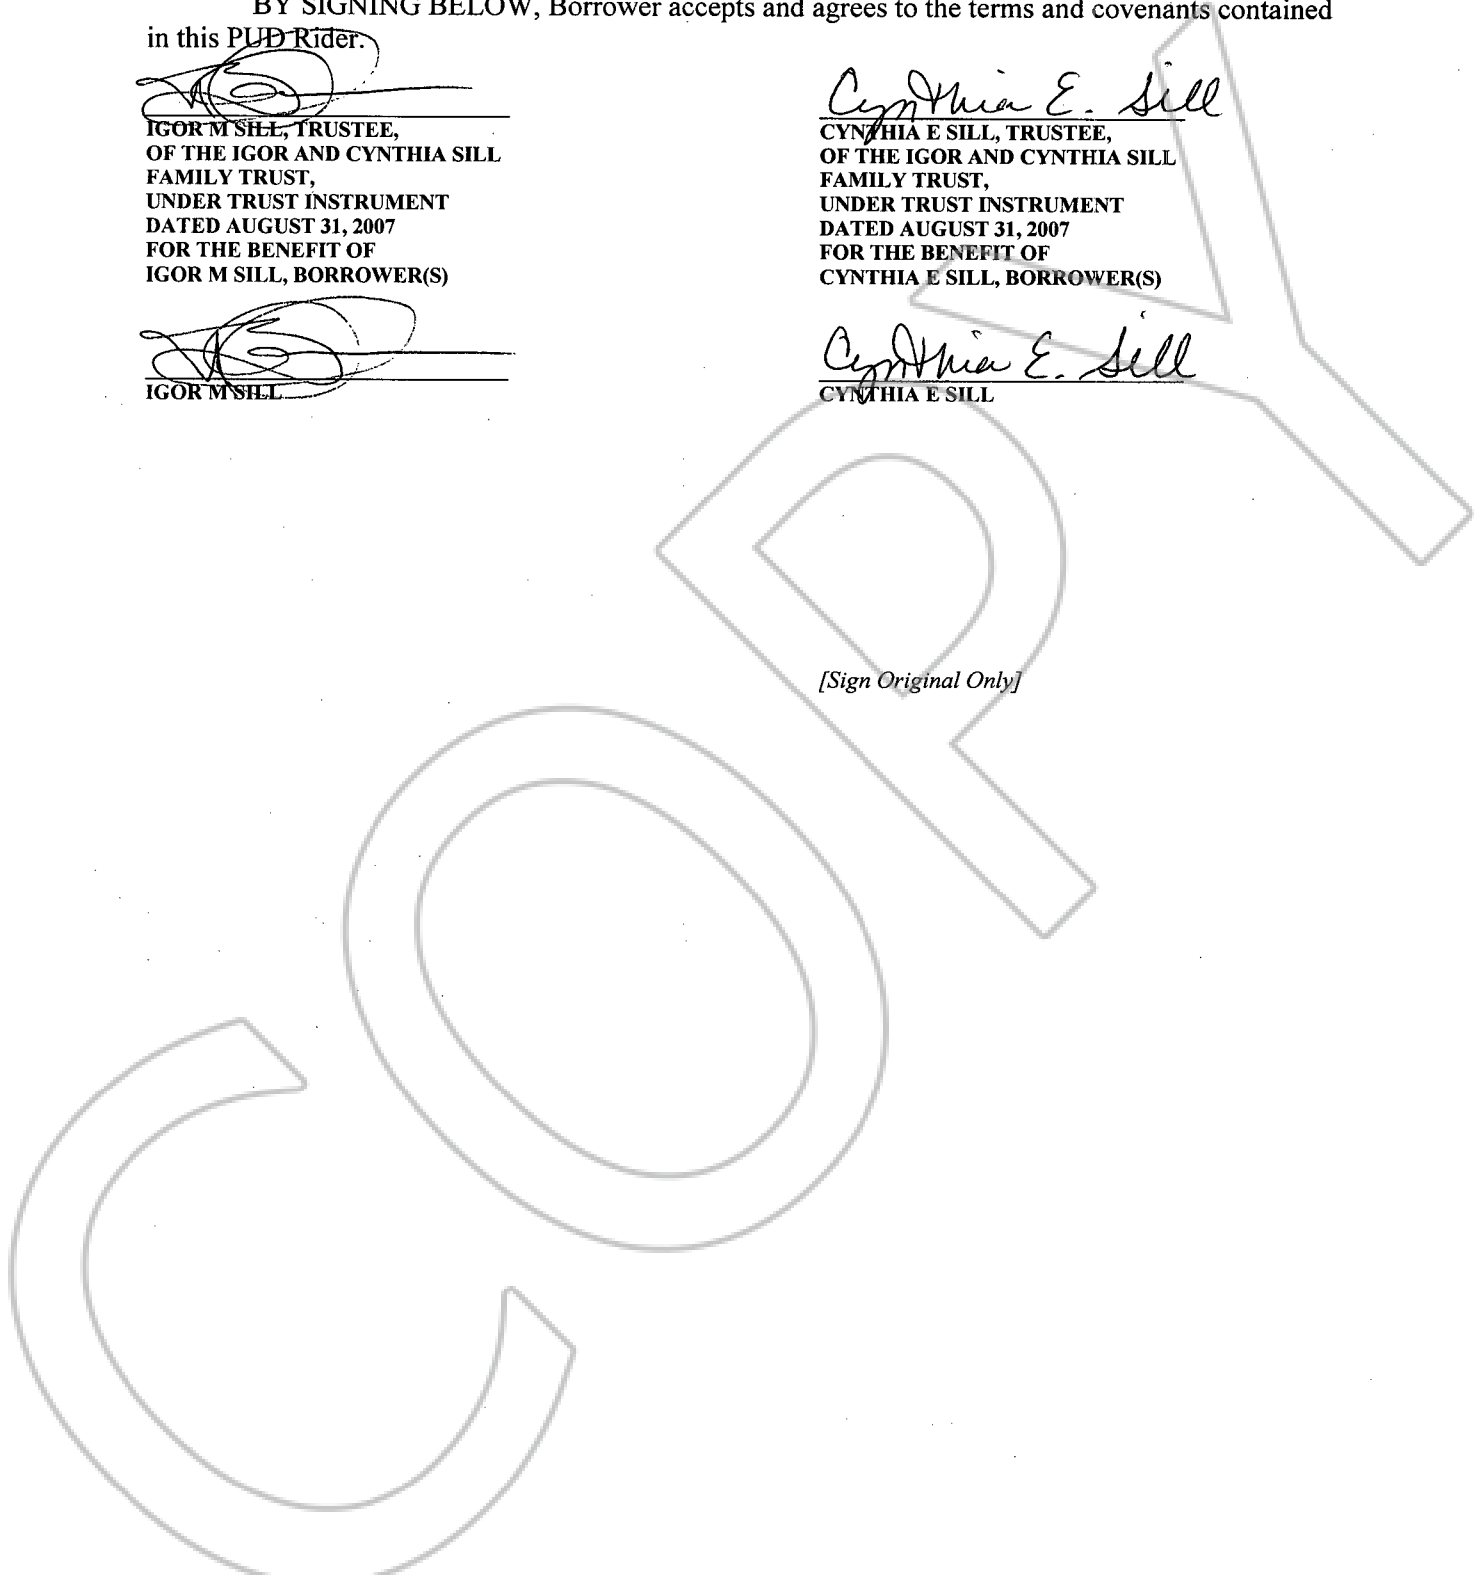 BY SIGNING BELOW, Borrower accepts and agrees to the terms and covenants contained
in this PUD Rider.
IGOR M SILL, TRUSTEE,
OF THE IGOR AND CYNTHIA SILL
FAMILY TRUST,
UNDER TRUST INSTRUMENT
DATED AUGUST 31, 2007
FOR THE BENEFIT OF
IGOR M SILL, BORROWER(S)
IGOR M SILL
Cynthia E. Sill
CYNTHIA E SILL, TRUSTEE,
OF THE IGOR AND CYNTHIA SILL
FAMILY TRUST,
UNDER TRUST INSTRUMENT
DATED AUGUST 31, 2007
FOR THE BENEFIT OF
CYNTHIA E SILL, BORROWER(S)
Cynthia E. Sill
CYNTHIA E SILL
[Sign Original Only]
COPY